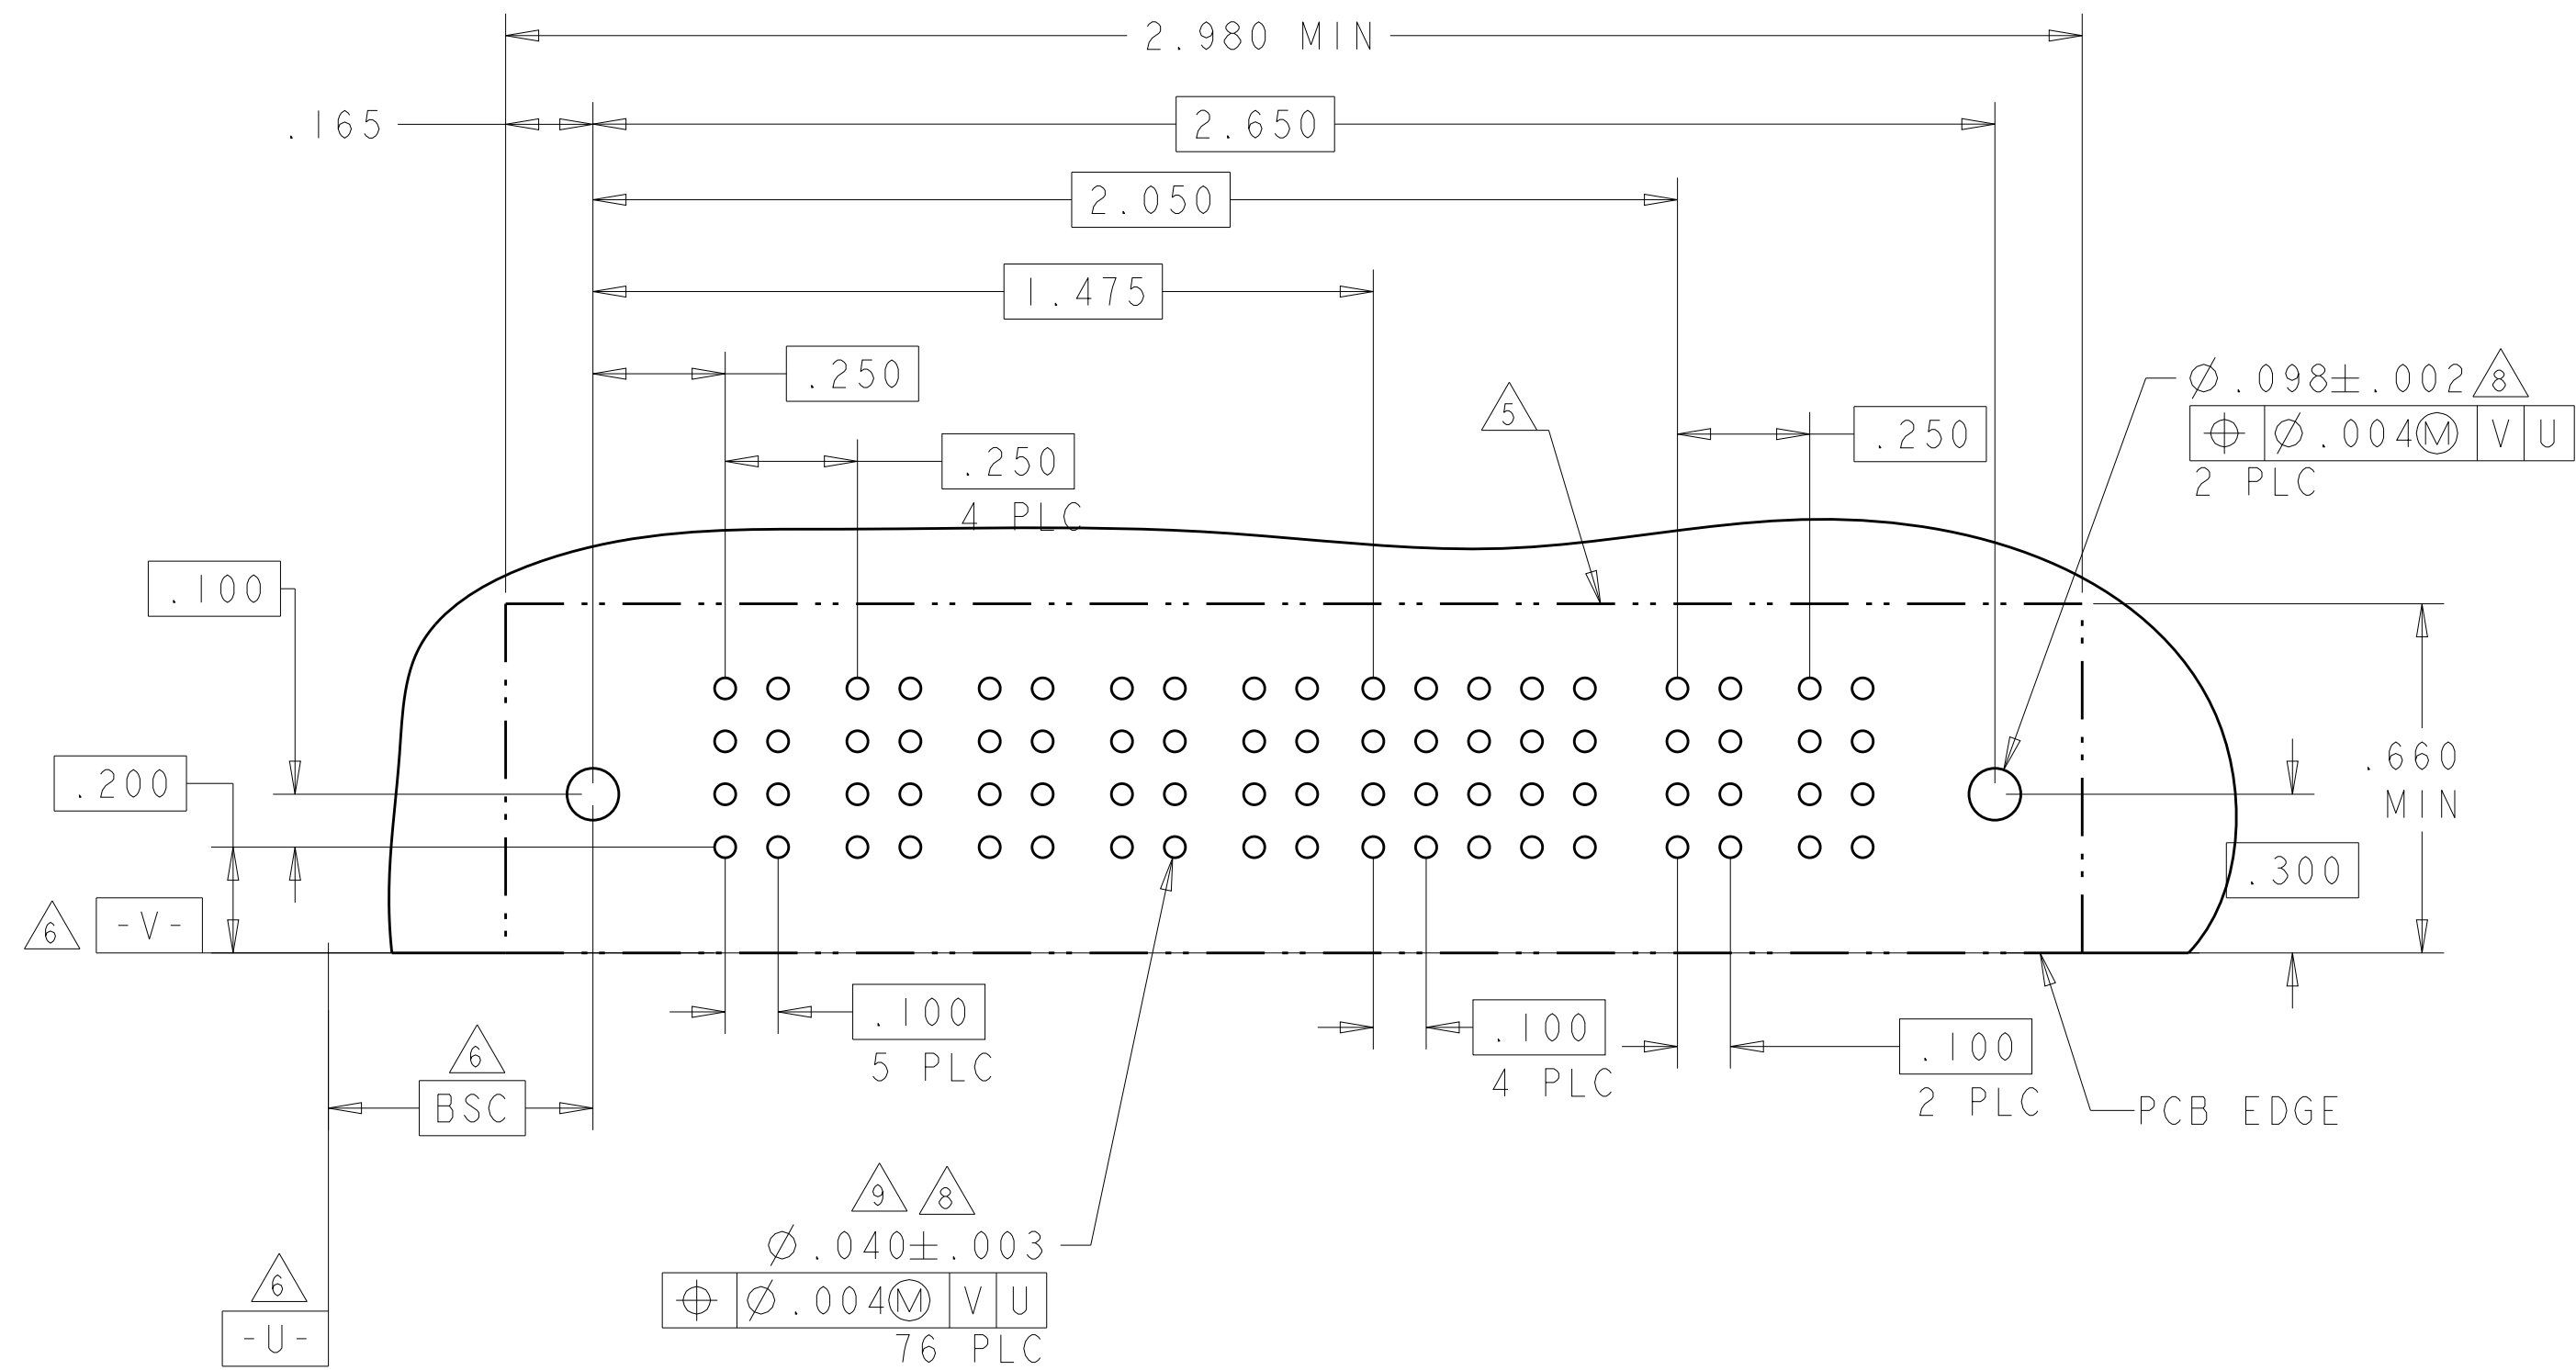 2.980 MIN
.165
2.650
2.050
1.475
.250
.250
4 PLC
5
.250
Ø.098±.002 8
⌖ Ø.004Ⓜ V U
2 PLC
.100
.200
.660
MIN
.300
6 -V-
.100
5 PLC
.100
4 PLC
.100
2 PLC
6
BSC
PCB EDGE
9 8
Ø.040±.003
⌖ Ø.004Ⓜ V U
76 PLC
6
-U-